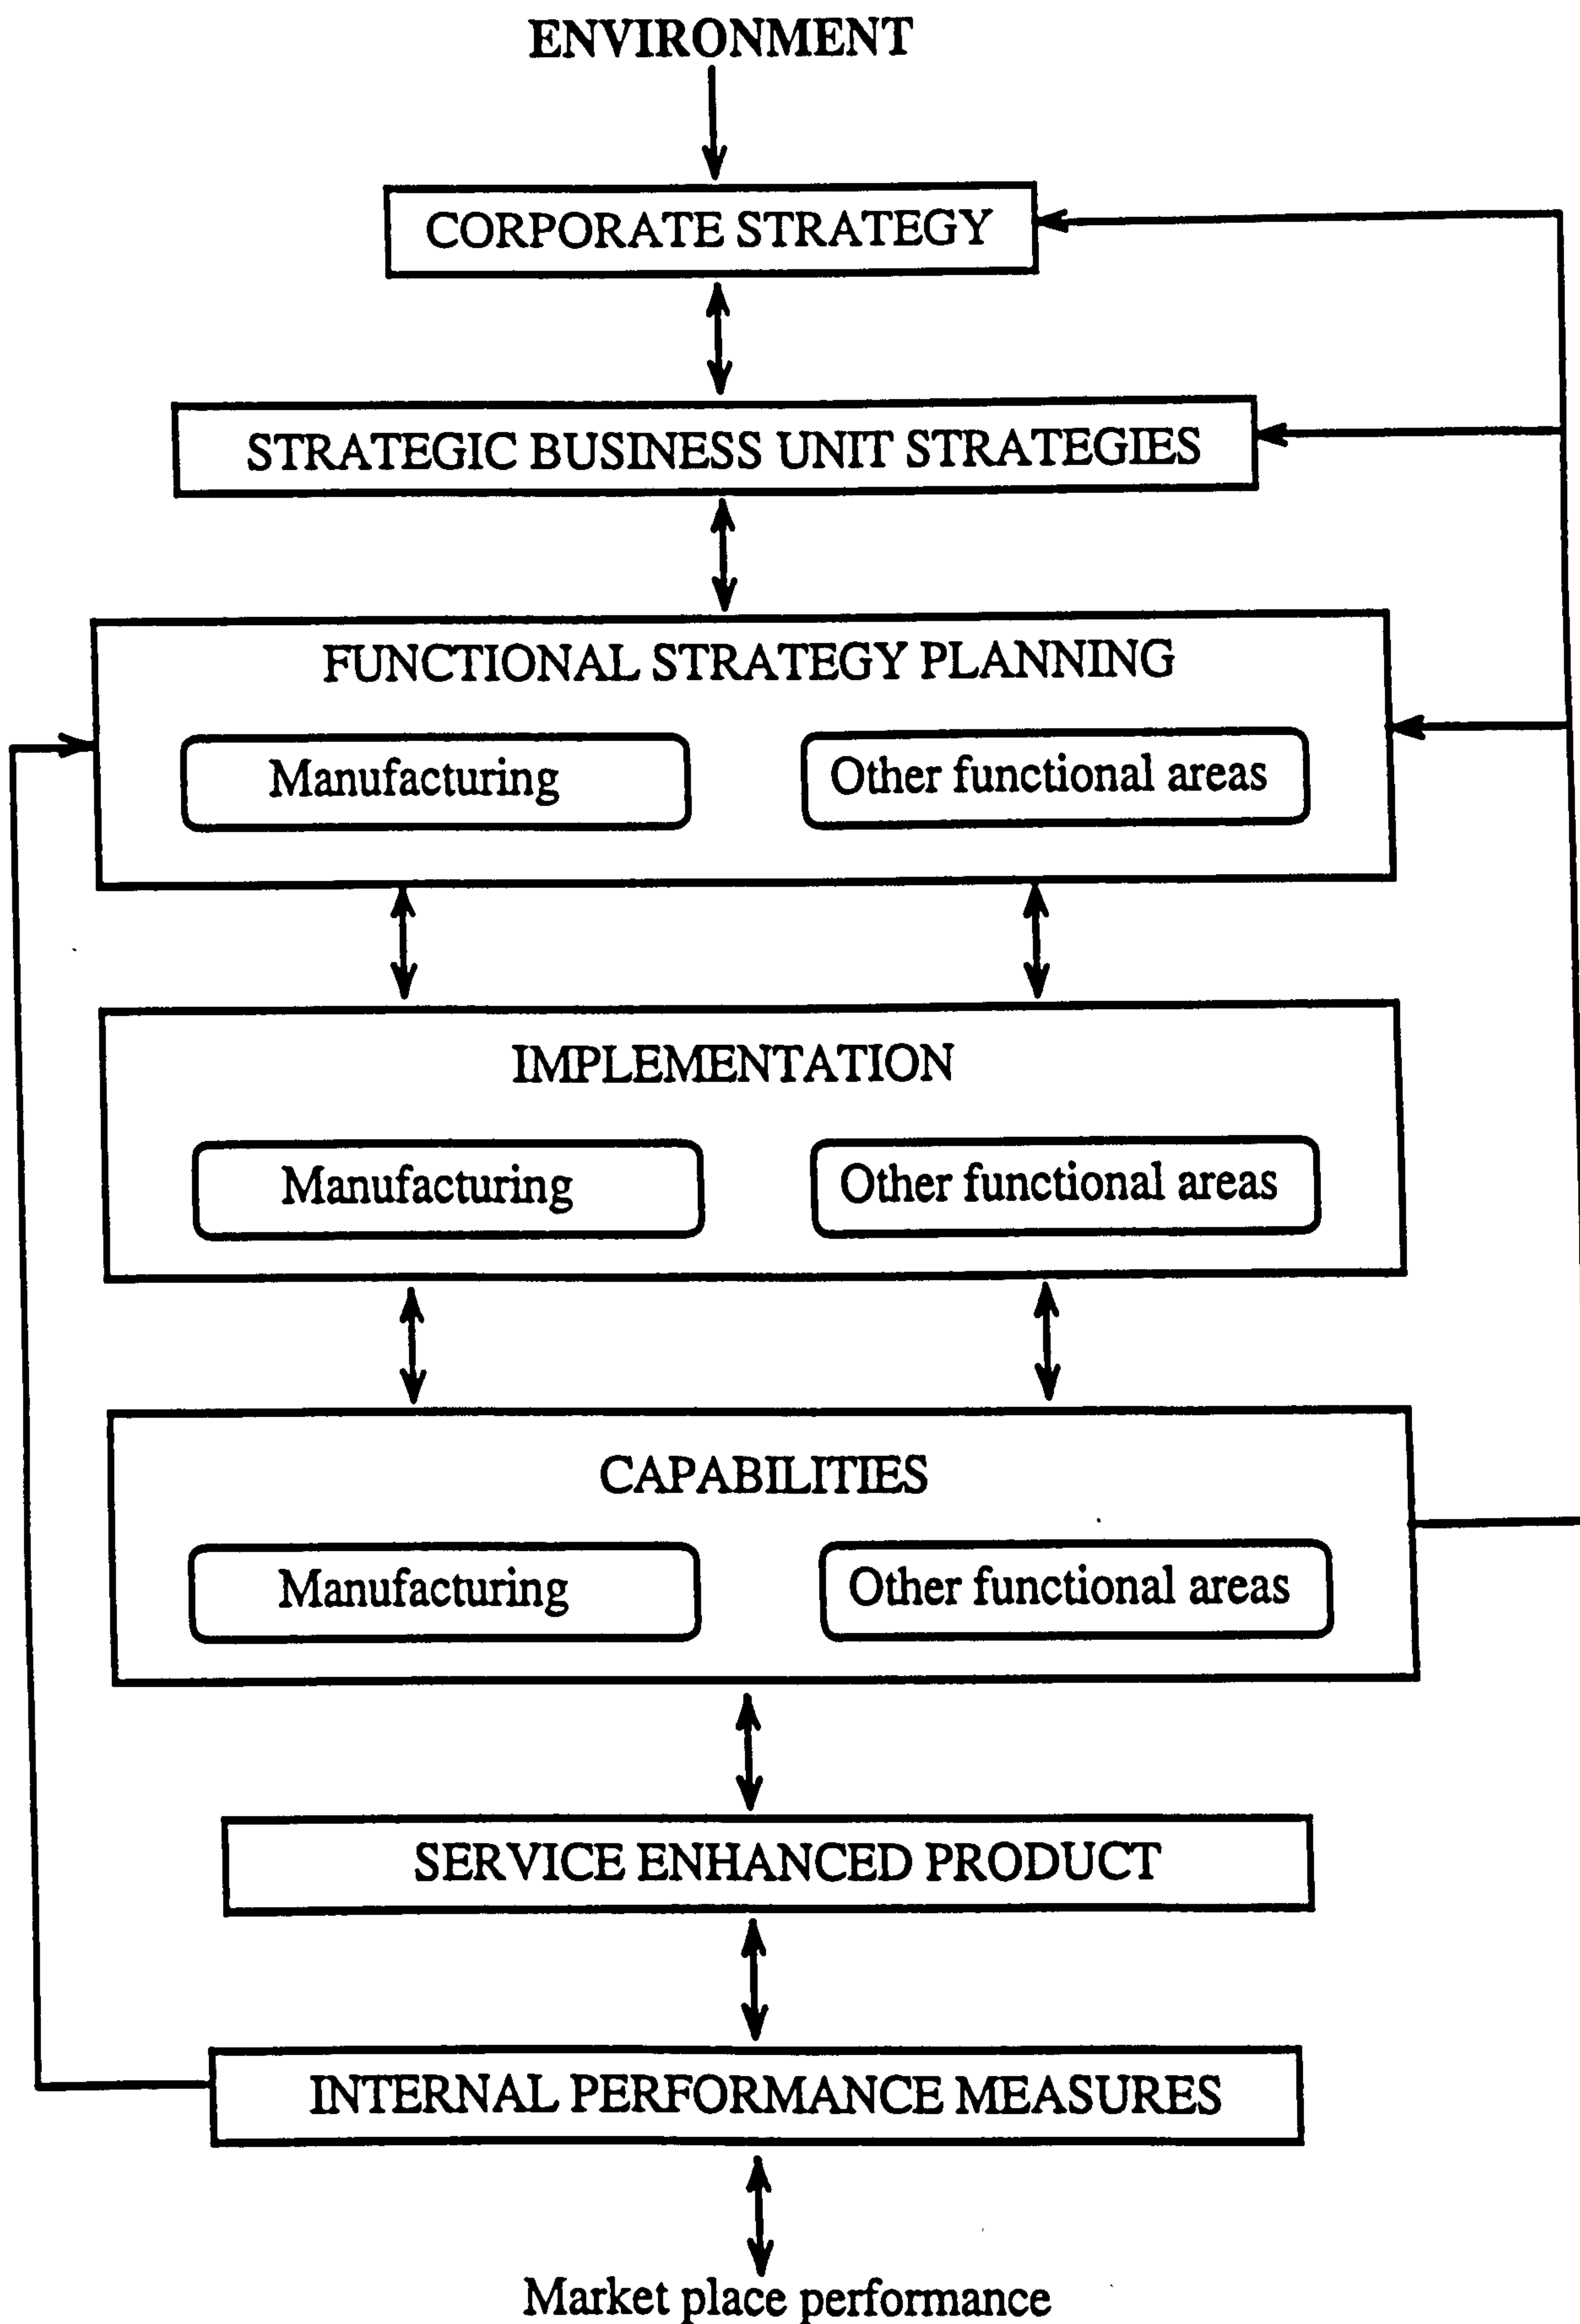 ENVIRONMENT
CORPORATE STRATEGY
STRATEGIC BUSINESS UNIT STRATEGIES
FUNCTIONAL STRATEGY PLANNING
Manufacturing
Other functional areas
IMPLEMENTATION
Manufacturing
Other functional areas
CAPABILITIES
Manufacturing
Other functional areas
SERVICE ENHANCED PRODUCT
INTERNAL PERFORMANCE MEASURES
Market place performance